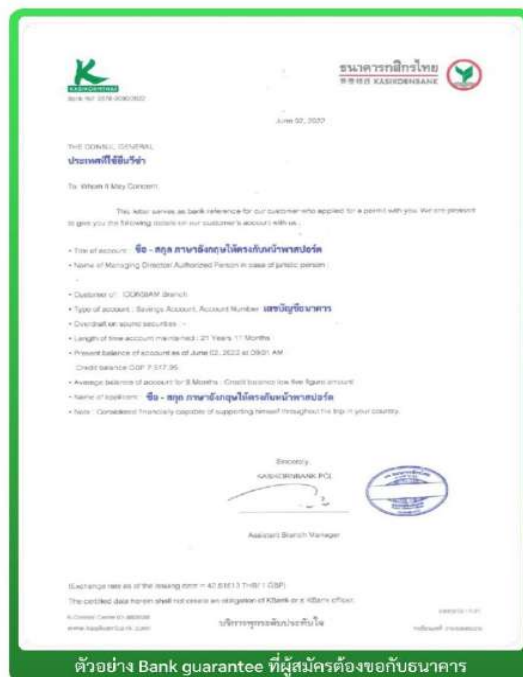 KASIKORNTHAI
ธนาคารกสิกรไทย
KASIKORNBANK
June 02, 2022
THE CONSUL GENERAL
ประเทศที่ใช้ยื่นวีซ่า
To Whom It May Concern
This letter serves as bank reference for our customer who applied for a permit with you. We are pleased
to give you the following details on our customer's account with us :
• Title of account : ชื่อ - สกุล ภาษาอังกฤษให้ตรงกับหน้าพาสปอร์ต
• Name of Managing Director/Authorized Person in case of juristic person :
• Customer of : Branch
• Type of account : Savings Account, Account Number เลขบัญชีธนาคาร
• Overdraft on sound securities : -
• Length of time account maintained : 21 Years 11 Months
• Present balance of account as of June 02, 2022 at 09:01 AM
Credit balance GBP
• Average balance of account for 6 Months : Credit balance low five figure amount
• Name of applicant : ชื่อ - สกุล ภาษาอังกฤษให้ตรงกับหน้าพาสปอร์ต
• Note : Considered financially capable of supporting himself throughout the trip in your country.
Sincerely,
KASIKORNBANK PCL
Assistant Branch Manager
(Exchange rate as of the issuing date = THB/1 GBP)
The certified data herein shall not create an obligation of KBank or a KBank officer.
www.kasikornbank.com
บริการทุกระดับประทับใจ
ตัวอย่าง Bank guarantee ที่ผู้สมัครต้องขอกับธนาคาร